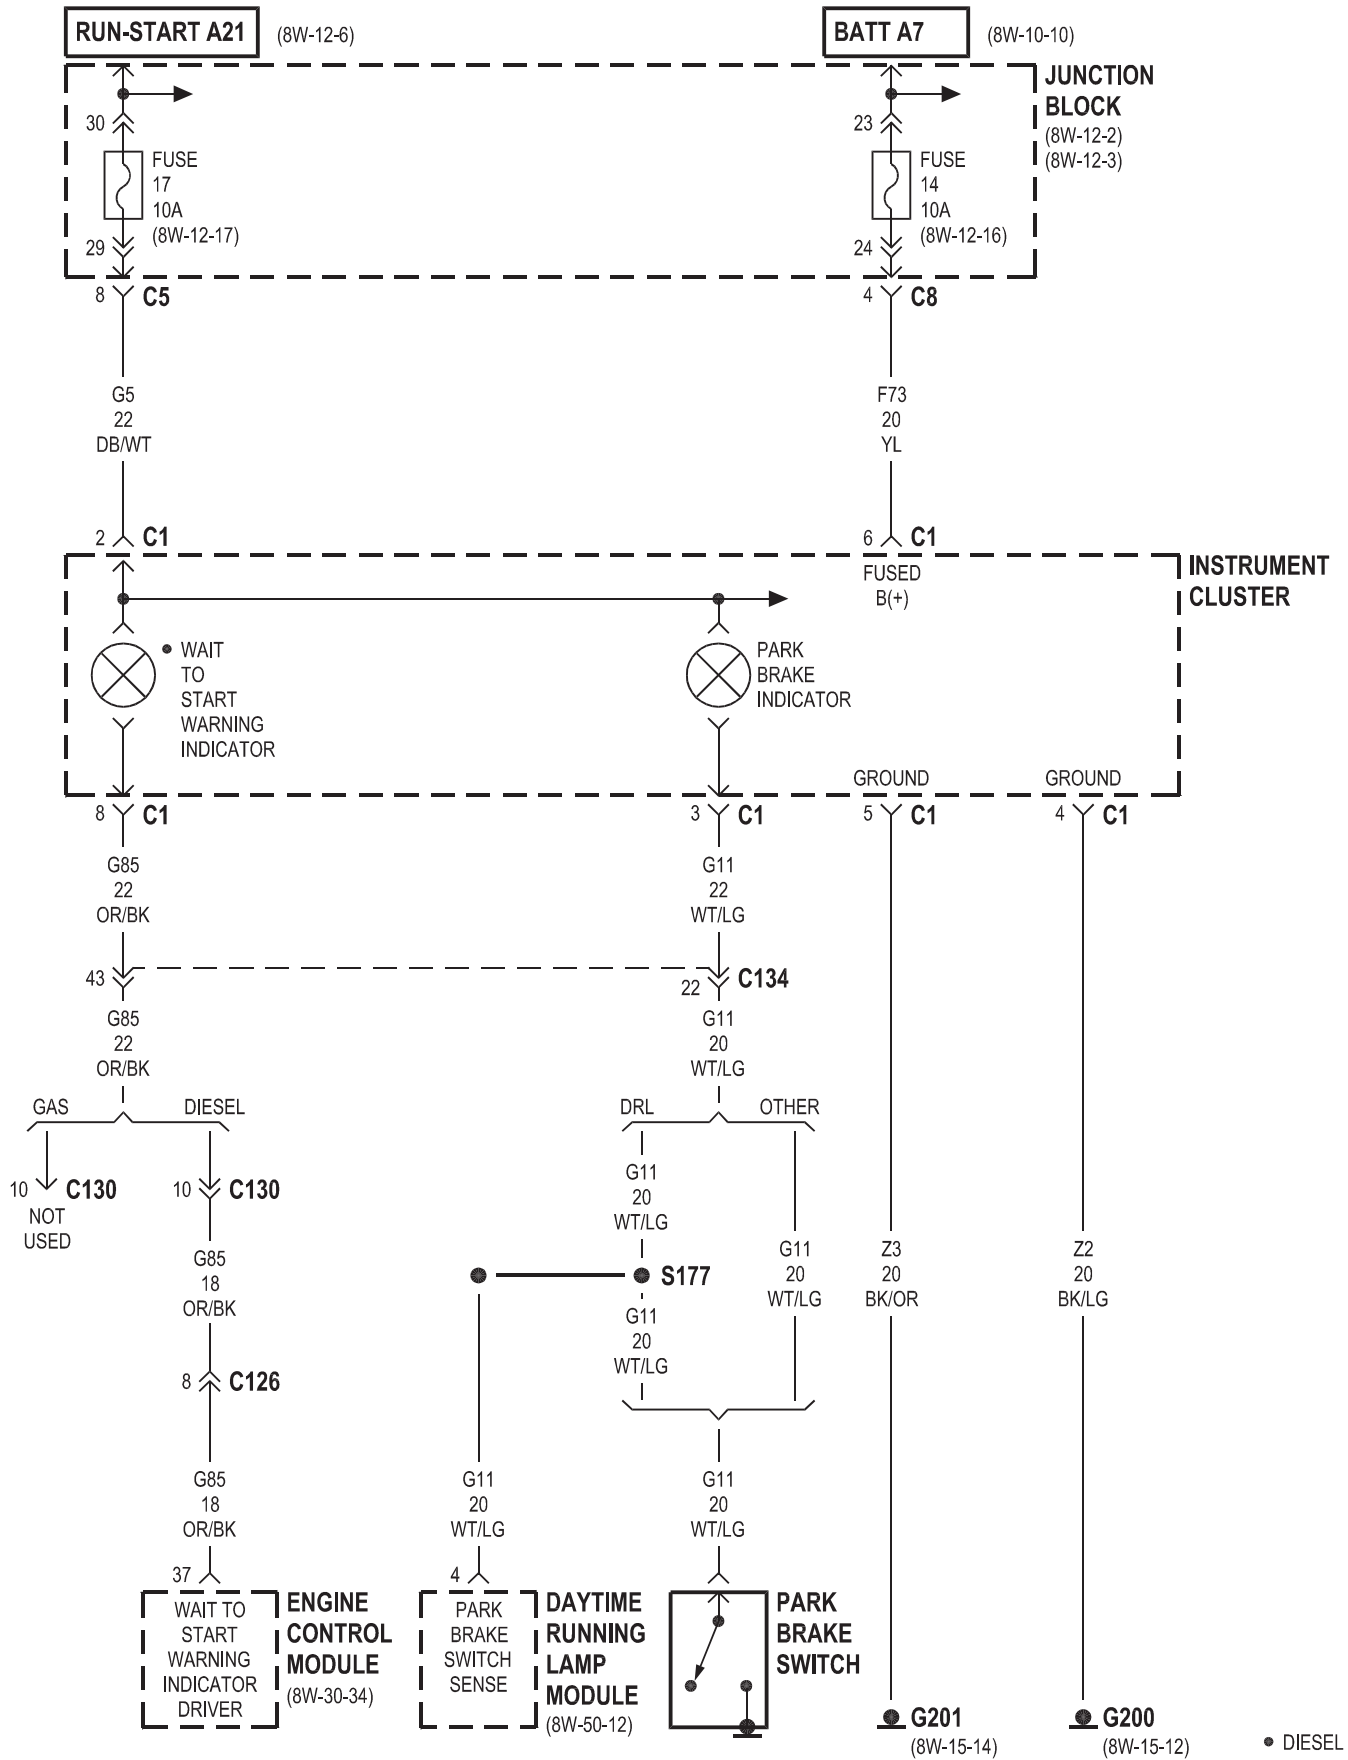 RUN-START A21
(8W-12-6)
BATT A7
(8W-10-10)
JUNCTION
BLOCK
(8W-12-2)
(8W-12-3)
30
FUSE
17
10A
(8W-12-17)
29
8
C5
23
FUSE
14
10A
(8W-12-16)
24
4
C8
G5
22
DB/WT
F73
20
YL
2
C1
6
C1
FUSED
B(+)
INSTRUMENT
CLUSTER
WAIT
TO
START
WARNING
INDICATOR
PARK
BRAKE
INDICATOR
GROUND
GROUND
8
C1
3
C1
5
C1
4
C1
G85
22
OR/BK
G11
22
WT/LG
43
22
C134
G85
22
OR/BK
G11
20
WT/LG
GAS
DIESEL
DRL
OTHER
10
C130
NOT
USED
10
C130
G11
20
WT/LG
G85
18
OR/BK
S177
G11
20
WT/LG
G11
20
WT/LG
Z3
20
BK/OR
Z2
20
BK/LG
8
C126
G85
18
OR/BK
G11
20
WT/LG
G11
20
WT/LG
37
4
WAIT TO
START
WARNING
INDICATOR
DRIVER
ENGINE
CONTROL
MODULE
(8W-30-34)
PARK
BRAKE
SWITCH
SENSE
DAYTIME
RUNNING
LAMP
MODULE
(8W-50-12)
PARK
BRAKE
SWITCH
G201
(8W-15-14)
G200
(8W-15-12)
DIESEL